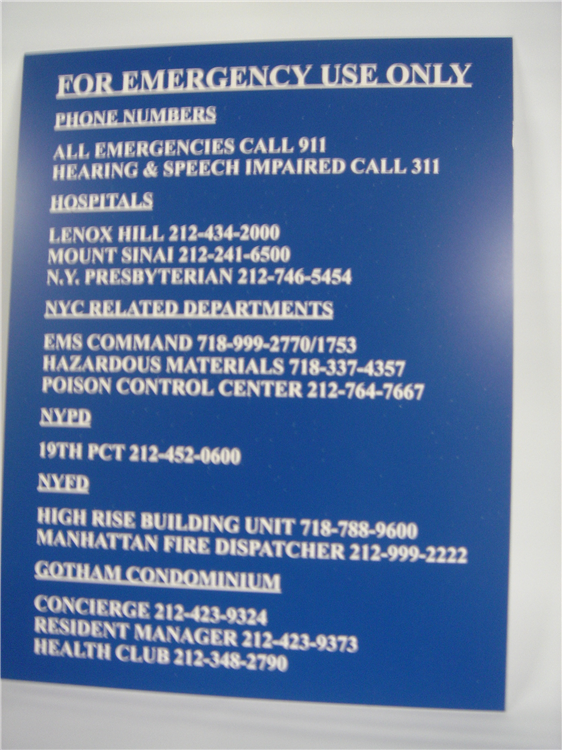 FOR EMERGENCY USE ONLY
PHONE NUMBERS
ALL EMERGENCIES CALL 911
HEARING & SPEECH IMPAIRED CALL 311
HOSPITALS
LENOX HILL 212-434-2000
MOUNT SINAI 212-241-6500
N.Y. PRESBYTERIAN 212-746-5454
NYC RELATED DEPARTMENTS
EMS COMMAND 718-999-2770/1753
HAZARDOUS MATERIALS 718-337-4357
POISON CONTROL CENTER 212-764-7667
NYPD
19TH PCT 212-452-0600
NYFD
HIGH RISE BUILDING UNIT 718-788-9600
MANHATTAN FIRE DISPATCHER 212-999-2222
GOTHAM CONDOMINIUM
CONCIERGE 212-423-9324
RESIDENT MANAGER 212-423-9373
HEALTH CLUB 212-348-2790